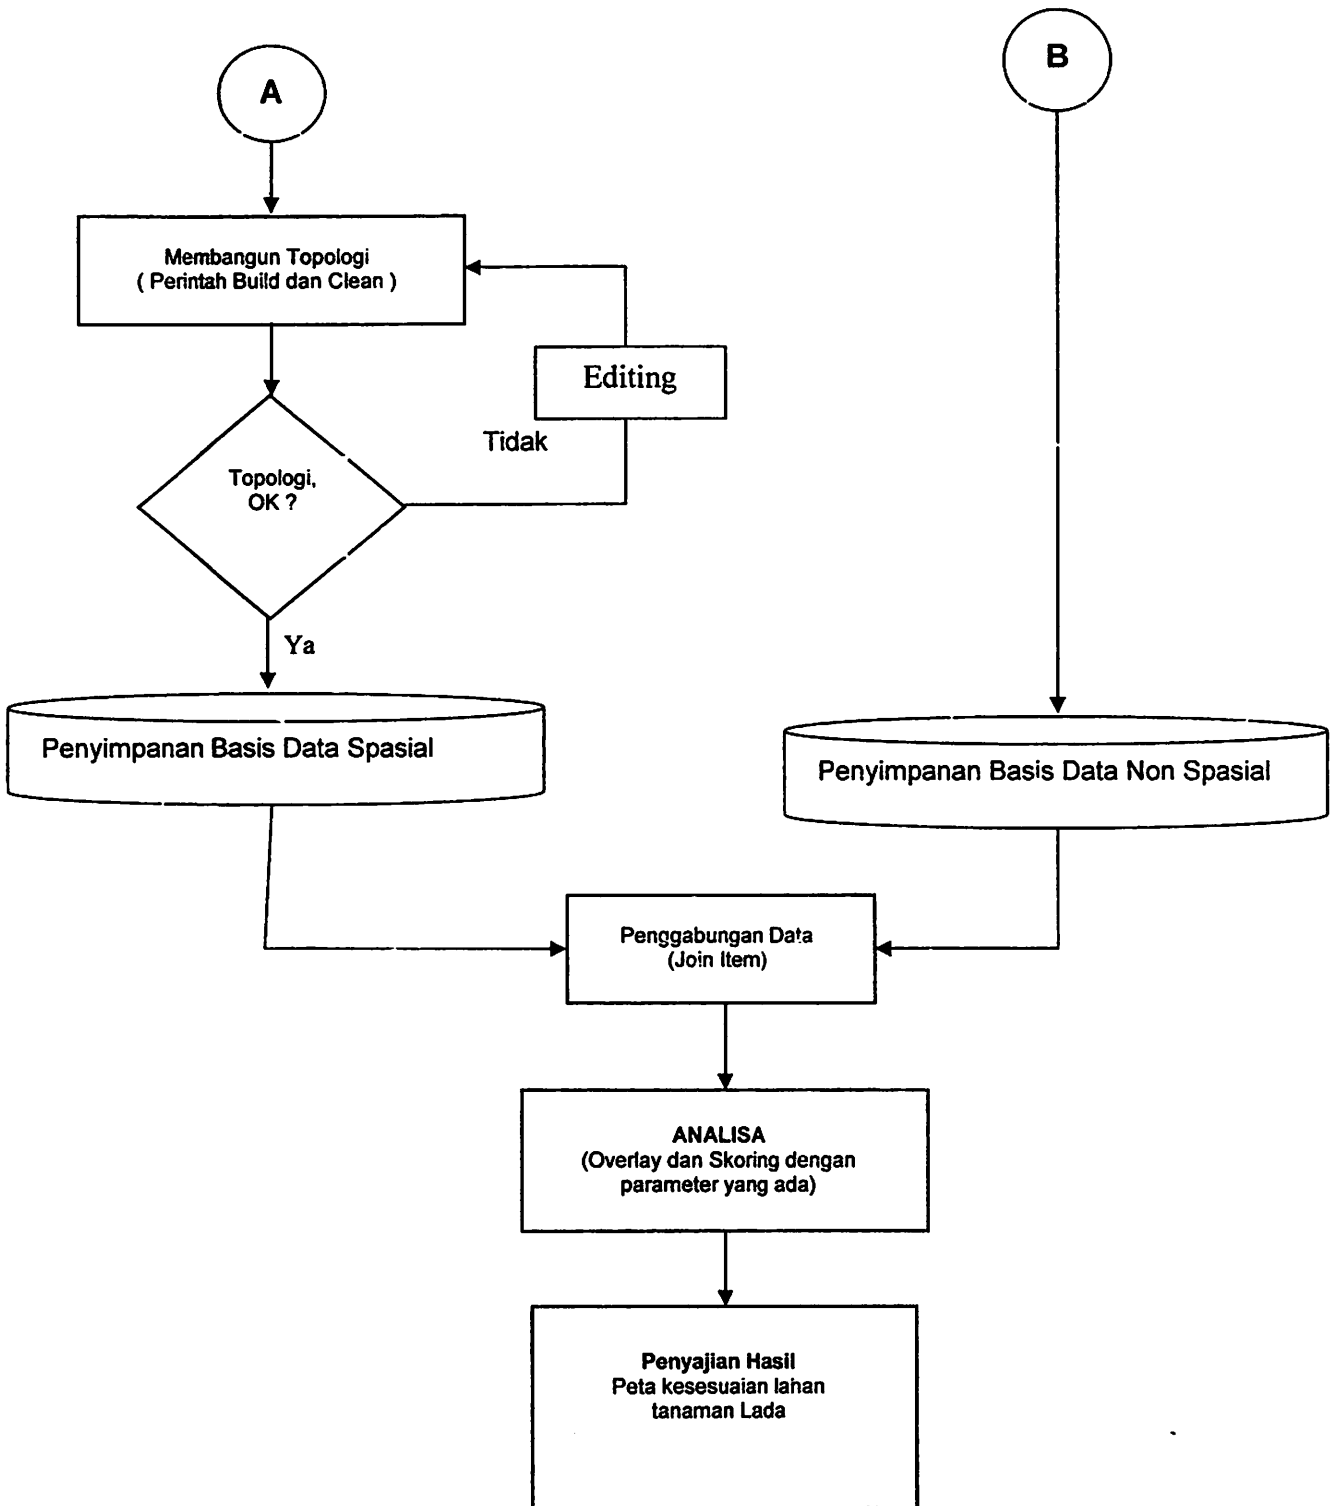 A
B
Membangun Topologi
( Perintah Build dan Clean )
Editing
Tidak
Topologi,
OK ?
Ya
Penyimpanan Basis Data Spasial
Penyimpanan Basis Data Non Spasial
Penggabungan Data
(Join Item)
ANALISA
(Overlay dan Skoring dengan
parameter yang ada)
Penyajian Hasil
Peta kesesuaian lahan
tanaman Lada